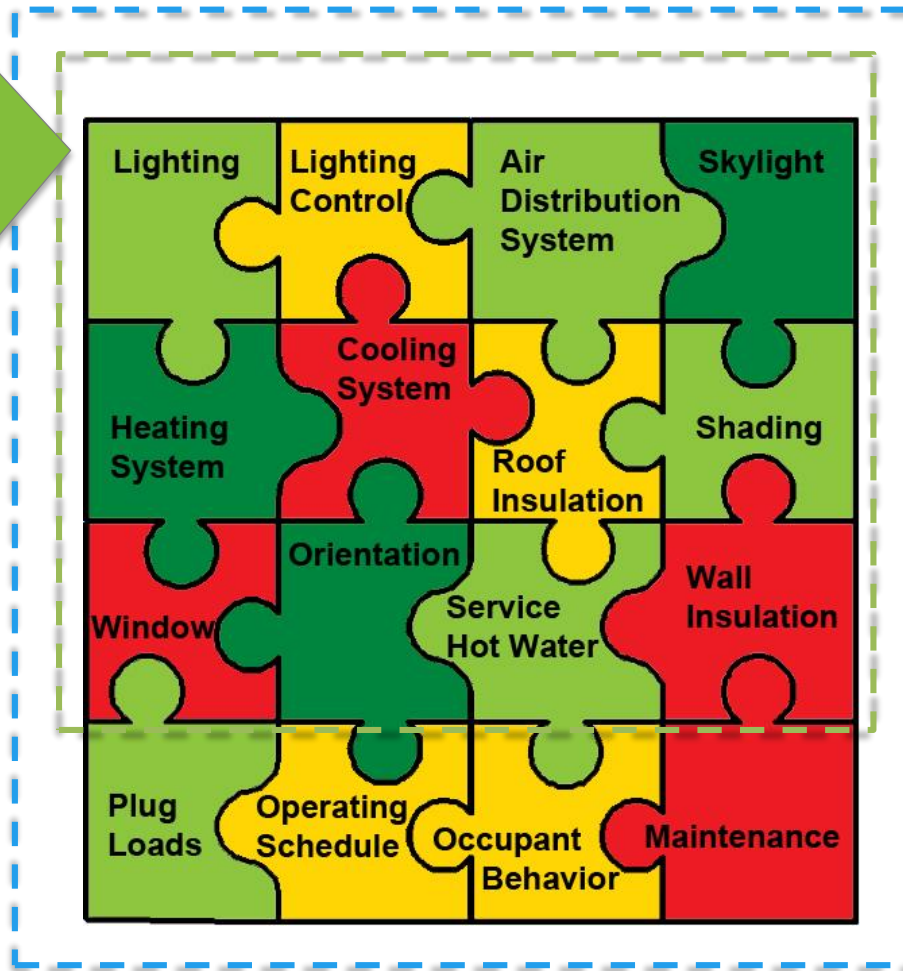 Lighting
Lighting
Control
Air
Distribution
System
Skylight
Heating
System
Cooling
System
Roof
Insulation
Shading
Window
Orientation
Service
Hot Water
Wall
Insulation
Plug
Loads
Operating
Schedule
Occupant
Behavior
Maintenance